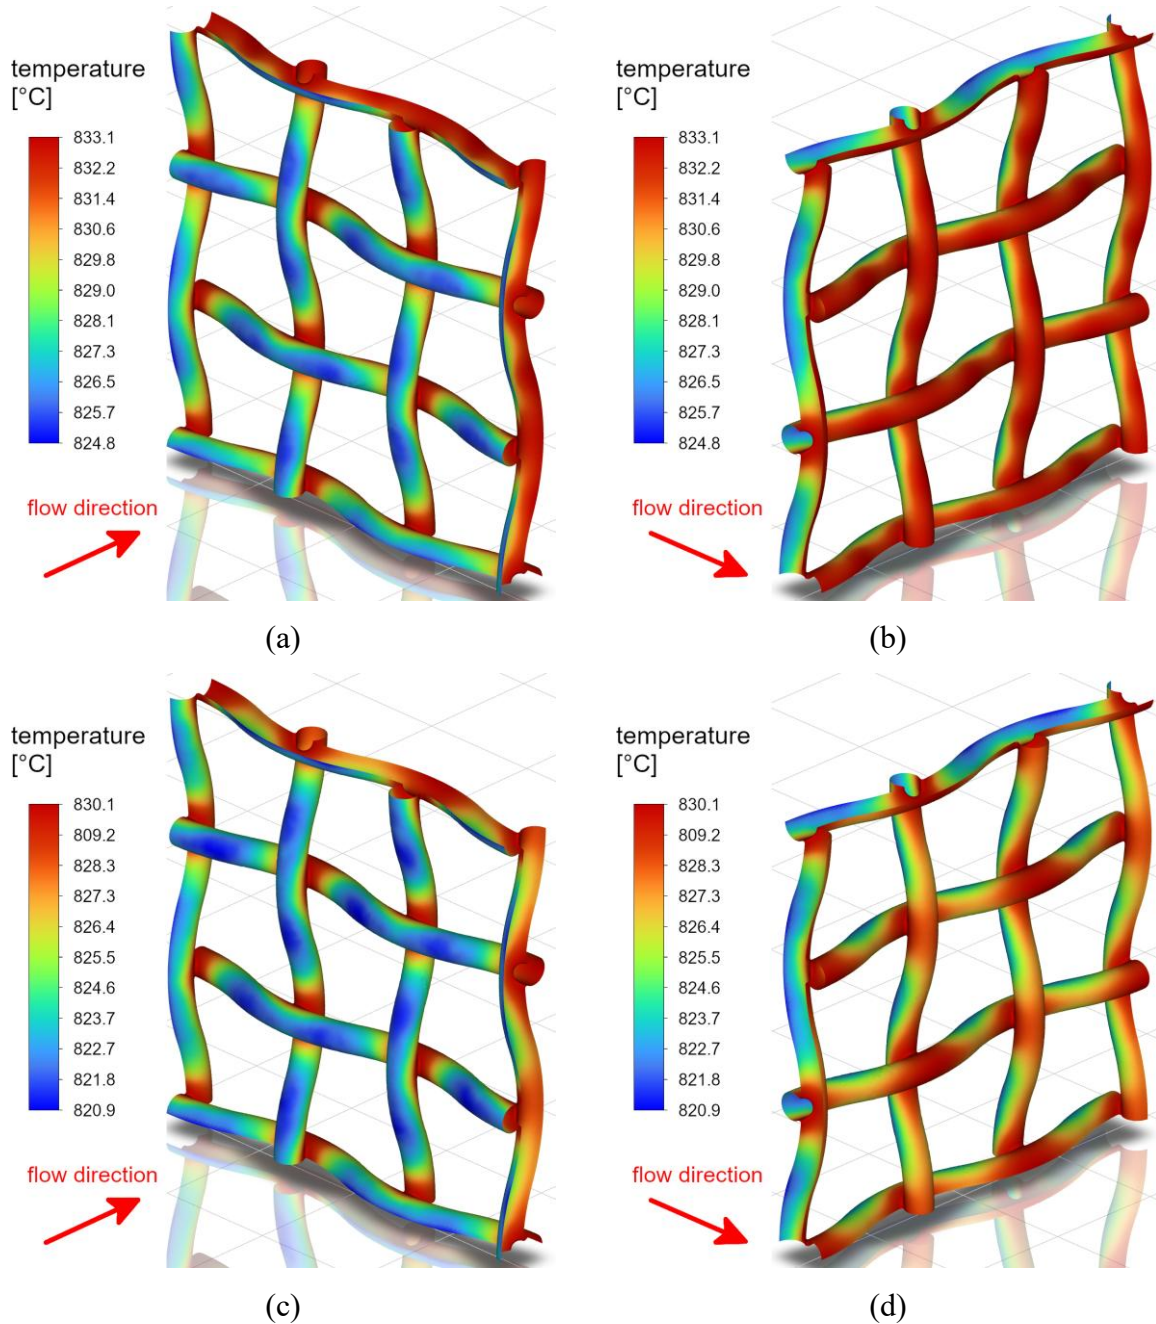 temperature
[°C]
833.1
832.2
831.4
830.6
829.8
829.0
828.1
827.3
826.5
825.7
824.8
flow direction
(a)
temperature
[°C]
833.1
832.2
831.4
830.6
829.8
829.0
828.1
827.3
826.5
825.7
824.8
flow direction
(b)
temperature
[°C]
830.1
809.2
828.3
827.3
826.4
825.5
824.6
823.7
822.7
821.8
820.9
flow direction
(c)
temperature
[°C]
830.1
809.2
828.3
827.3
826.4
825.5
824.6
823.7
822.7
821.8
820.9
flow direction
(d)